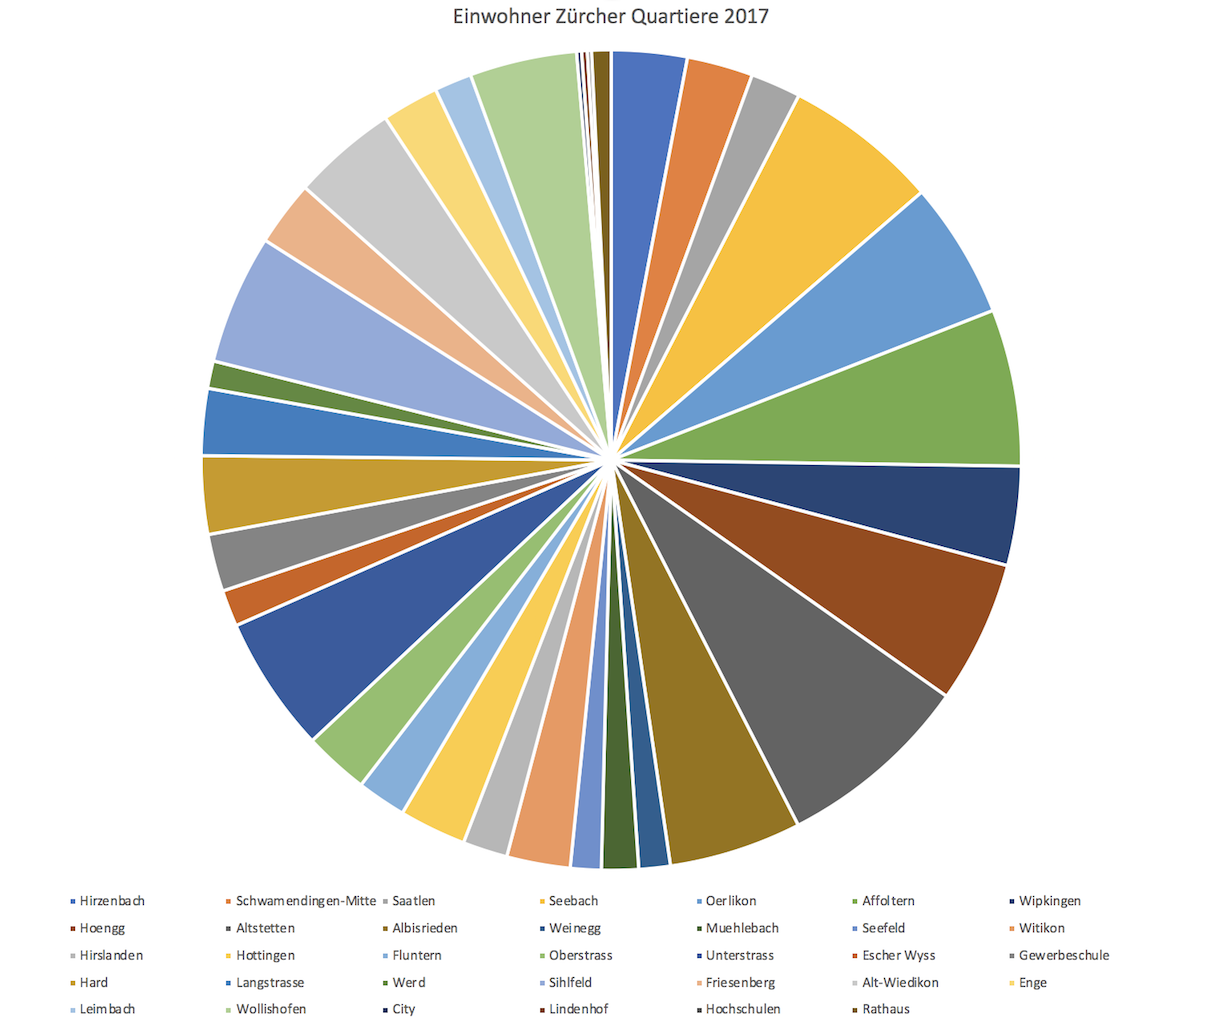 Einwohner Zürcher Quartiere 2017
Hirzenbach Schwamendingen-Mitte Saatlen Seebach Oerlikon Affoltern Wipkingen
Hoengg Altstetten Albisrieden Weinegg Muehlebach Seefeld Witikon
Hirslanden Hottingen Fluntern Oberstrass Unterstrass Escher Wyss Gewerbeschule
Hard Langstrasse Werd Sihlfeld Friesenberg Alt-Wiedikon Enge
Leimbach Wollishofen City Lindenhof Hochschulen Rathaus